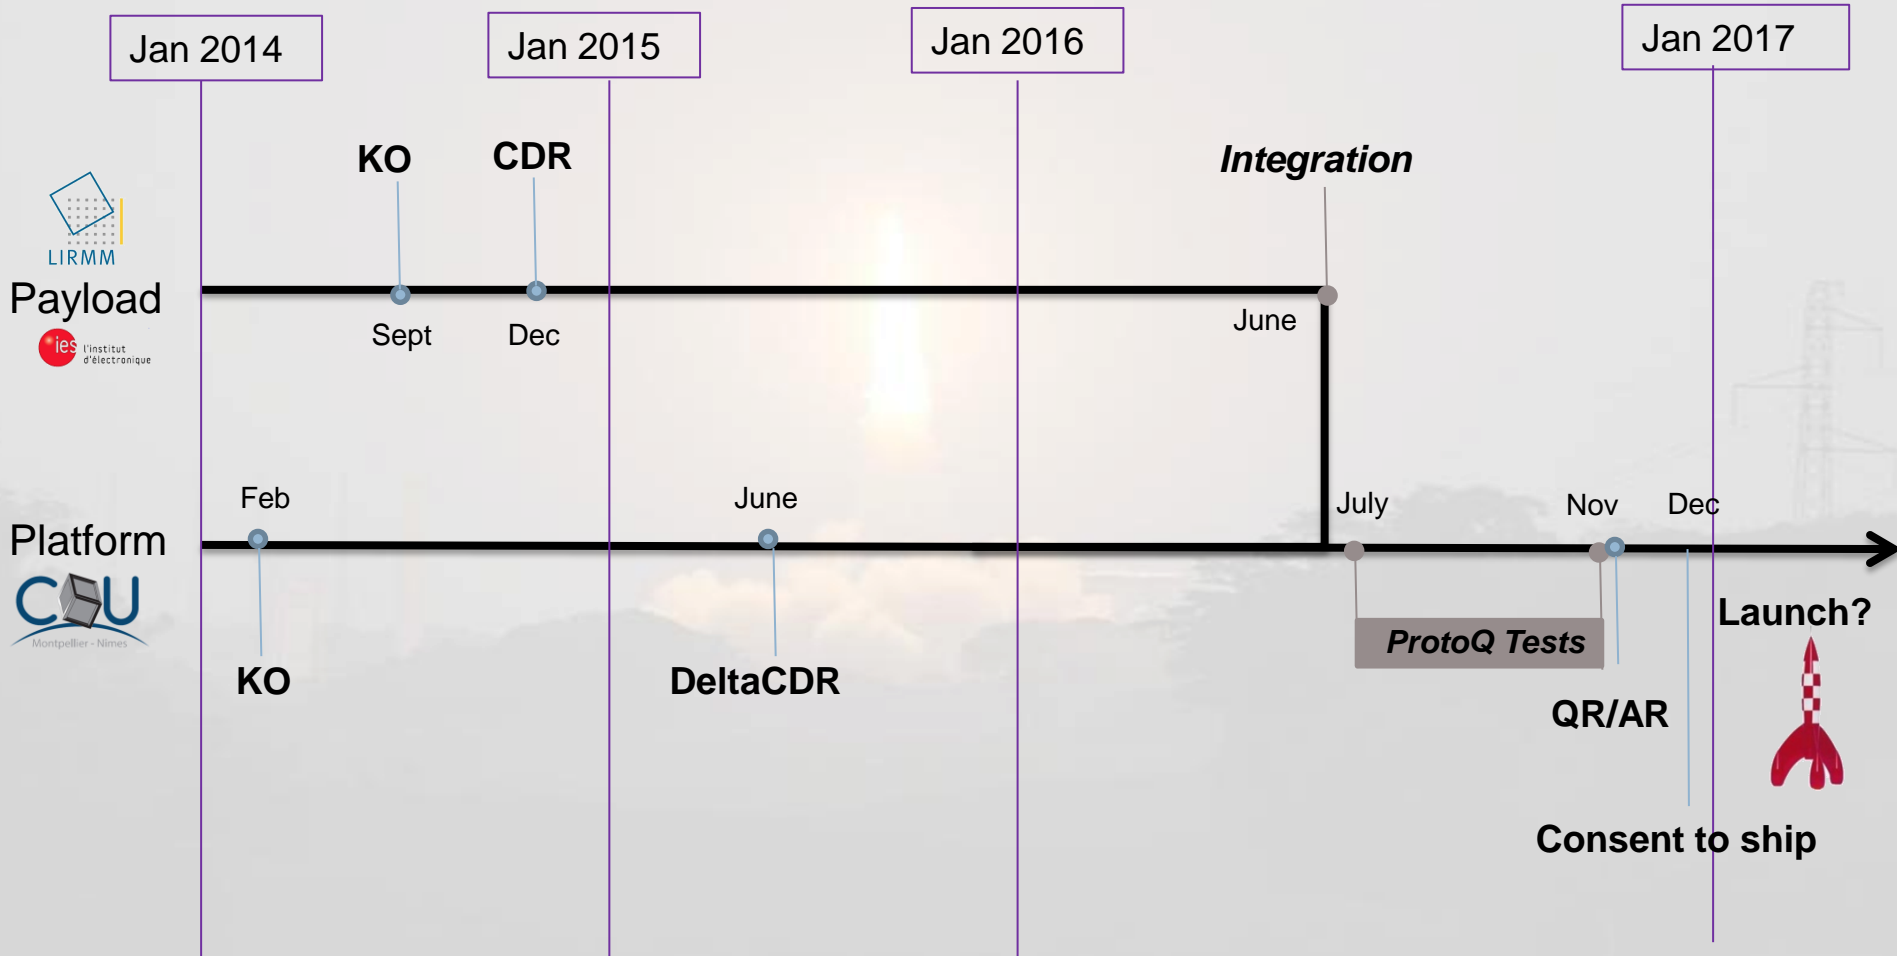 Jan 2014
Jan 2015
Jan 2016
Jan 2017
KO
CDR
Integration
LIRMM
Payload
Sept
Dec
June
ies
l'institut
d'électronique
Feb
June
July
Nov
Dec
Platform
CSU
Montpellier - Nîmes
Launch?
ProtoQ Tests
KO
DeltaCDR
QR/AR
Consent to ship